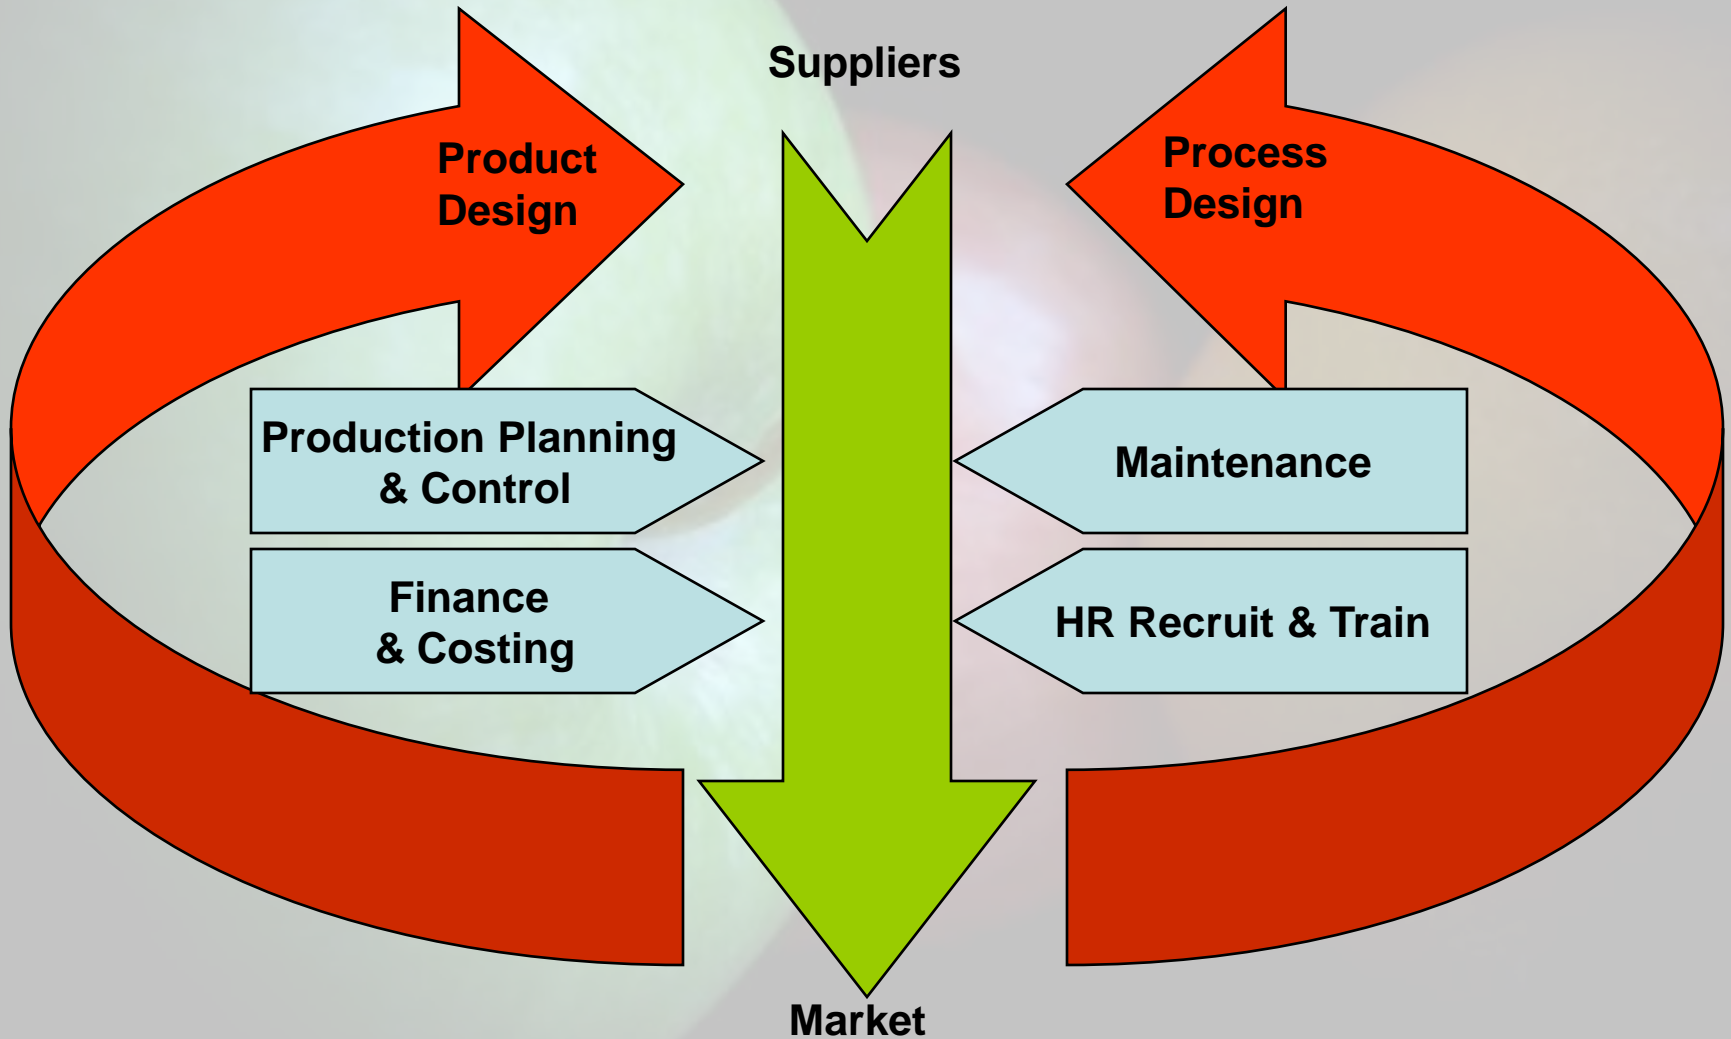 Suppliers
Product
Design
Process
Design
Production Planning
& Control
Maintenance
Finance
& Costing
HR Recruit & Train
Market